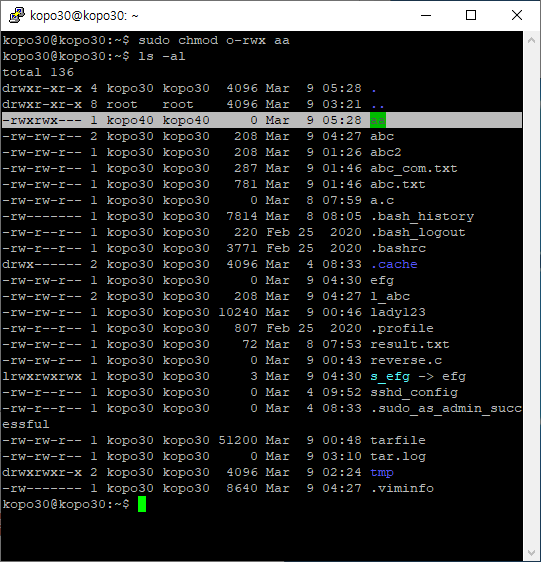 kopo30@kopo30: ~
kopo30@kopo30:~$ sudo chmod o-rwx aa
kopo30@kopo30:~$ ls -al
total 136
drwxr-xr-x 4 kopo30 kopo30  4096 Mar  9 05:28 .
drwxr-xr-x 8 root   root    4096 Mar  9 03:21 ..
-rwxrwx--- 1 kopo40 kopo40     0 Mar  9 05:28 aa
-rw-rw-r-- 2 kopo30 kopo30   208 Mar  9 04:27 abc
-rw-rw-r-- 1 kopo30 kopo30   208 Mar  9 01:26 abc2
-rw-rw-r-- 1 kopo30 kopo30   287 Mar  9 01:46 abc_com.txt
-rw-rw-r-- 1 kopo30 kopo30   781 Mar  9 01:46 abc.txt
-rw-rw-r-- 1 kopo30 kopo30     0 Mar  8 07:59 a.c
-rw------- 1 kopo30 kopo30  7814 Mar  8 08:05 .bash_history
-rw-r--r-- 1 kopo30 kopo30   220 Feb 25  2020 .bash_logout
-rw-r--r-- 1 kopo30 kopo30  3771 Feb 25  2020 .bashrc
drwx------ 2 kopo30 kopo30  4096 Mar  4 08:33 .cache
-rw-rw-r-- 1 kopo30 kopo30     0 Mar  9 04:30 efg
-rw-rw-r-- 2 kopo30 kopo30   208 Mar  9 04:27 l_abc
-rw-rw-r-- 1 kopo30 kopo30 10240 Mar  9 00:46 lady123
-rw-r--r-- 1 kopo30 kopo30   807 Feb 25  2020 .profile
-rw-rw-r-- 1 kopo30 kopo30    72 Mar  8 07:53 result.txt
-rw-rw-r-- 1 kopo30 kopo30     0 Mar  9 00:43 reverse.c
lrwxrwxrwx 1 kopo30 kopo30     3 Mar  9 04:30 s_efg -> efg
-rw-rw-r-- 1 kopo30 kopo30     0 Mar  4 09:52 sshd_config
-rw-r--r-- 1 kopo30 kopo30     0 Mar  4 08:33 .sudo_as_admin_succ
essful
-rw-rw-r-- 1 kopo30 kopo30 51200 Mar  9 00:48 tarfile
-rw-rw-r-- 1 kopo30 kopo30     0 Mar  9 03:10 tar.log
drwxrwxr-x 2 kopo30 kopo30  4096 Mar  9 02:24 tmp
-rw------- 1 kopo30 kopo30  8640 Mar  9 04:27 .viminfo
kopo30@kopo30:~$